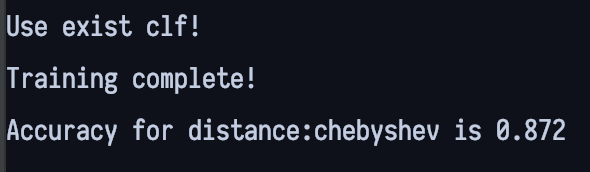 Use exist clf!
Training complete!
Accuracy for distance:chebyshev is 0.872